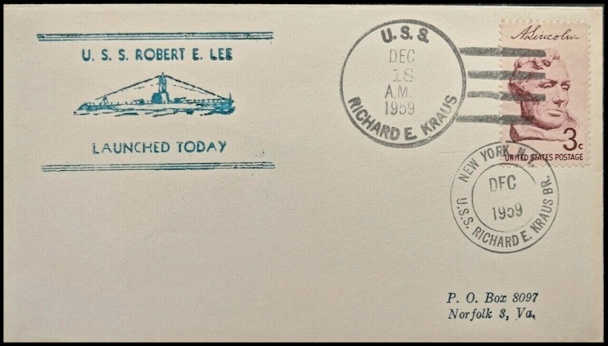 U. S. S. ROBERT E. LEE
LAUNCHED TODAY
U. S. S.
DEC
18
A.M.
1959
RICHARD E. KRAUS
A. Lincoln
3c
UNITED STATES POSTAGE
NEW YORK, N.Y.
DEC
1959
U.S.S. RICHARD E. KRAUS BR.
P. O. Box 8097
Norfolk 3, Va.